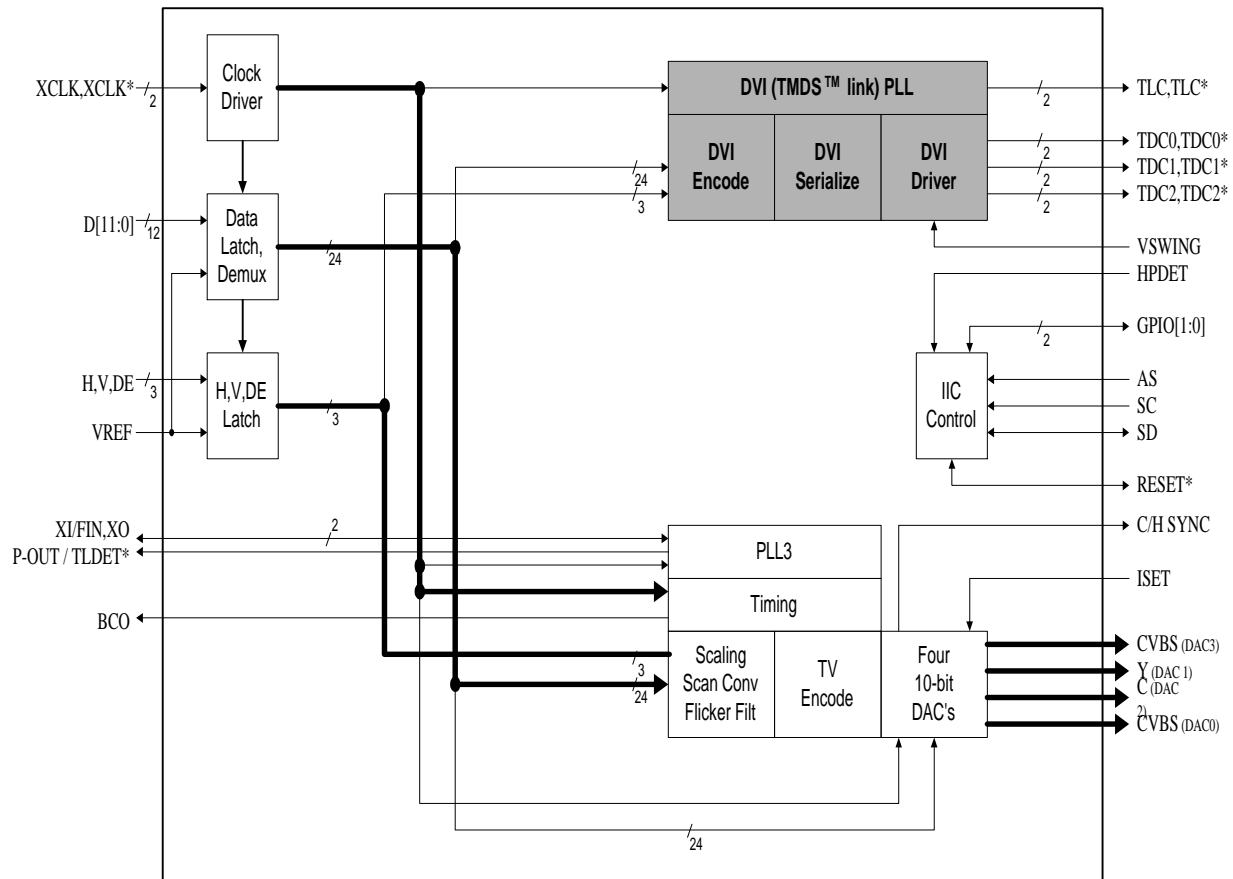 XCLK,XCLK*
2
Clock
Driver
DVI (TMDS™ link) PLL
2
TLC,TLC*
DVI
Encode
DVI
Serialize
DVI
Driver
24
3
2
TDC0,TDC0*
2
TDC1,TDC1*
2
TDC2,TDC2*
D[11:0]
12
Data
Latch,
Demux
24
VSWING
HPDET
2
GPIO[1:0]
H,V,DE
3
H,V,DE
Latch
3
VREF
IIC
Control
AS
SC
SD
RESET*
XI/FIN,XO
2
P-OUT / TLDET*
PLL3
C/H SYNC
Timing
ISET
BCO
3
24
Scaling
Scan Conv
Flicker Filt
TV
Encode
Four
10-bit
DAC's
CVBS (DAC3)
Y (DAC 1)
C (DAC
2)
CVBS (DAC0)
24